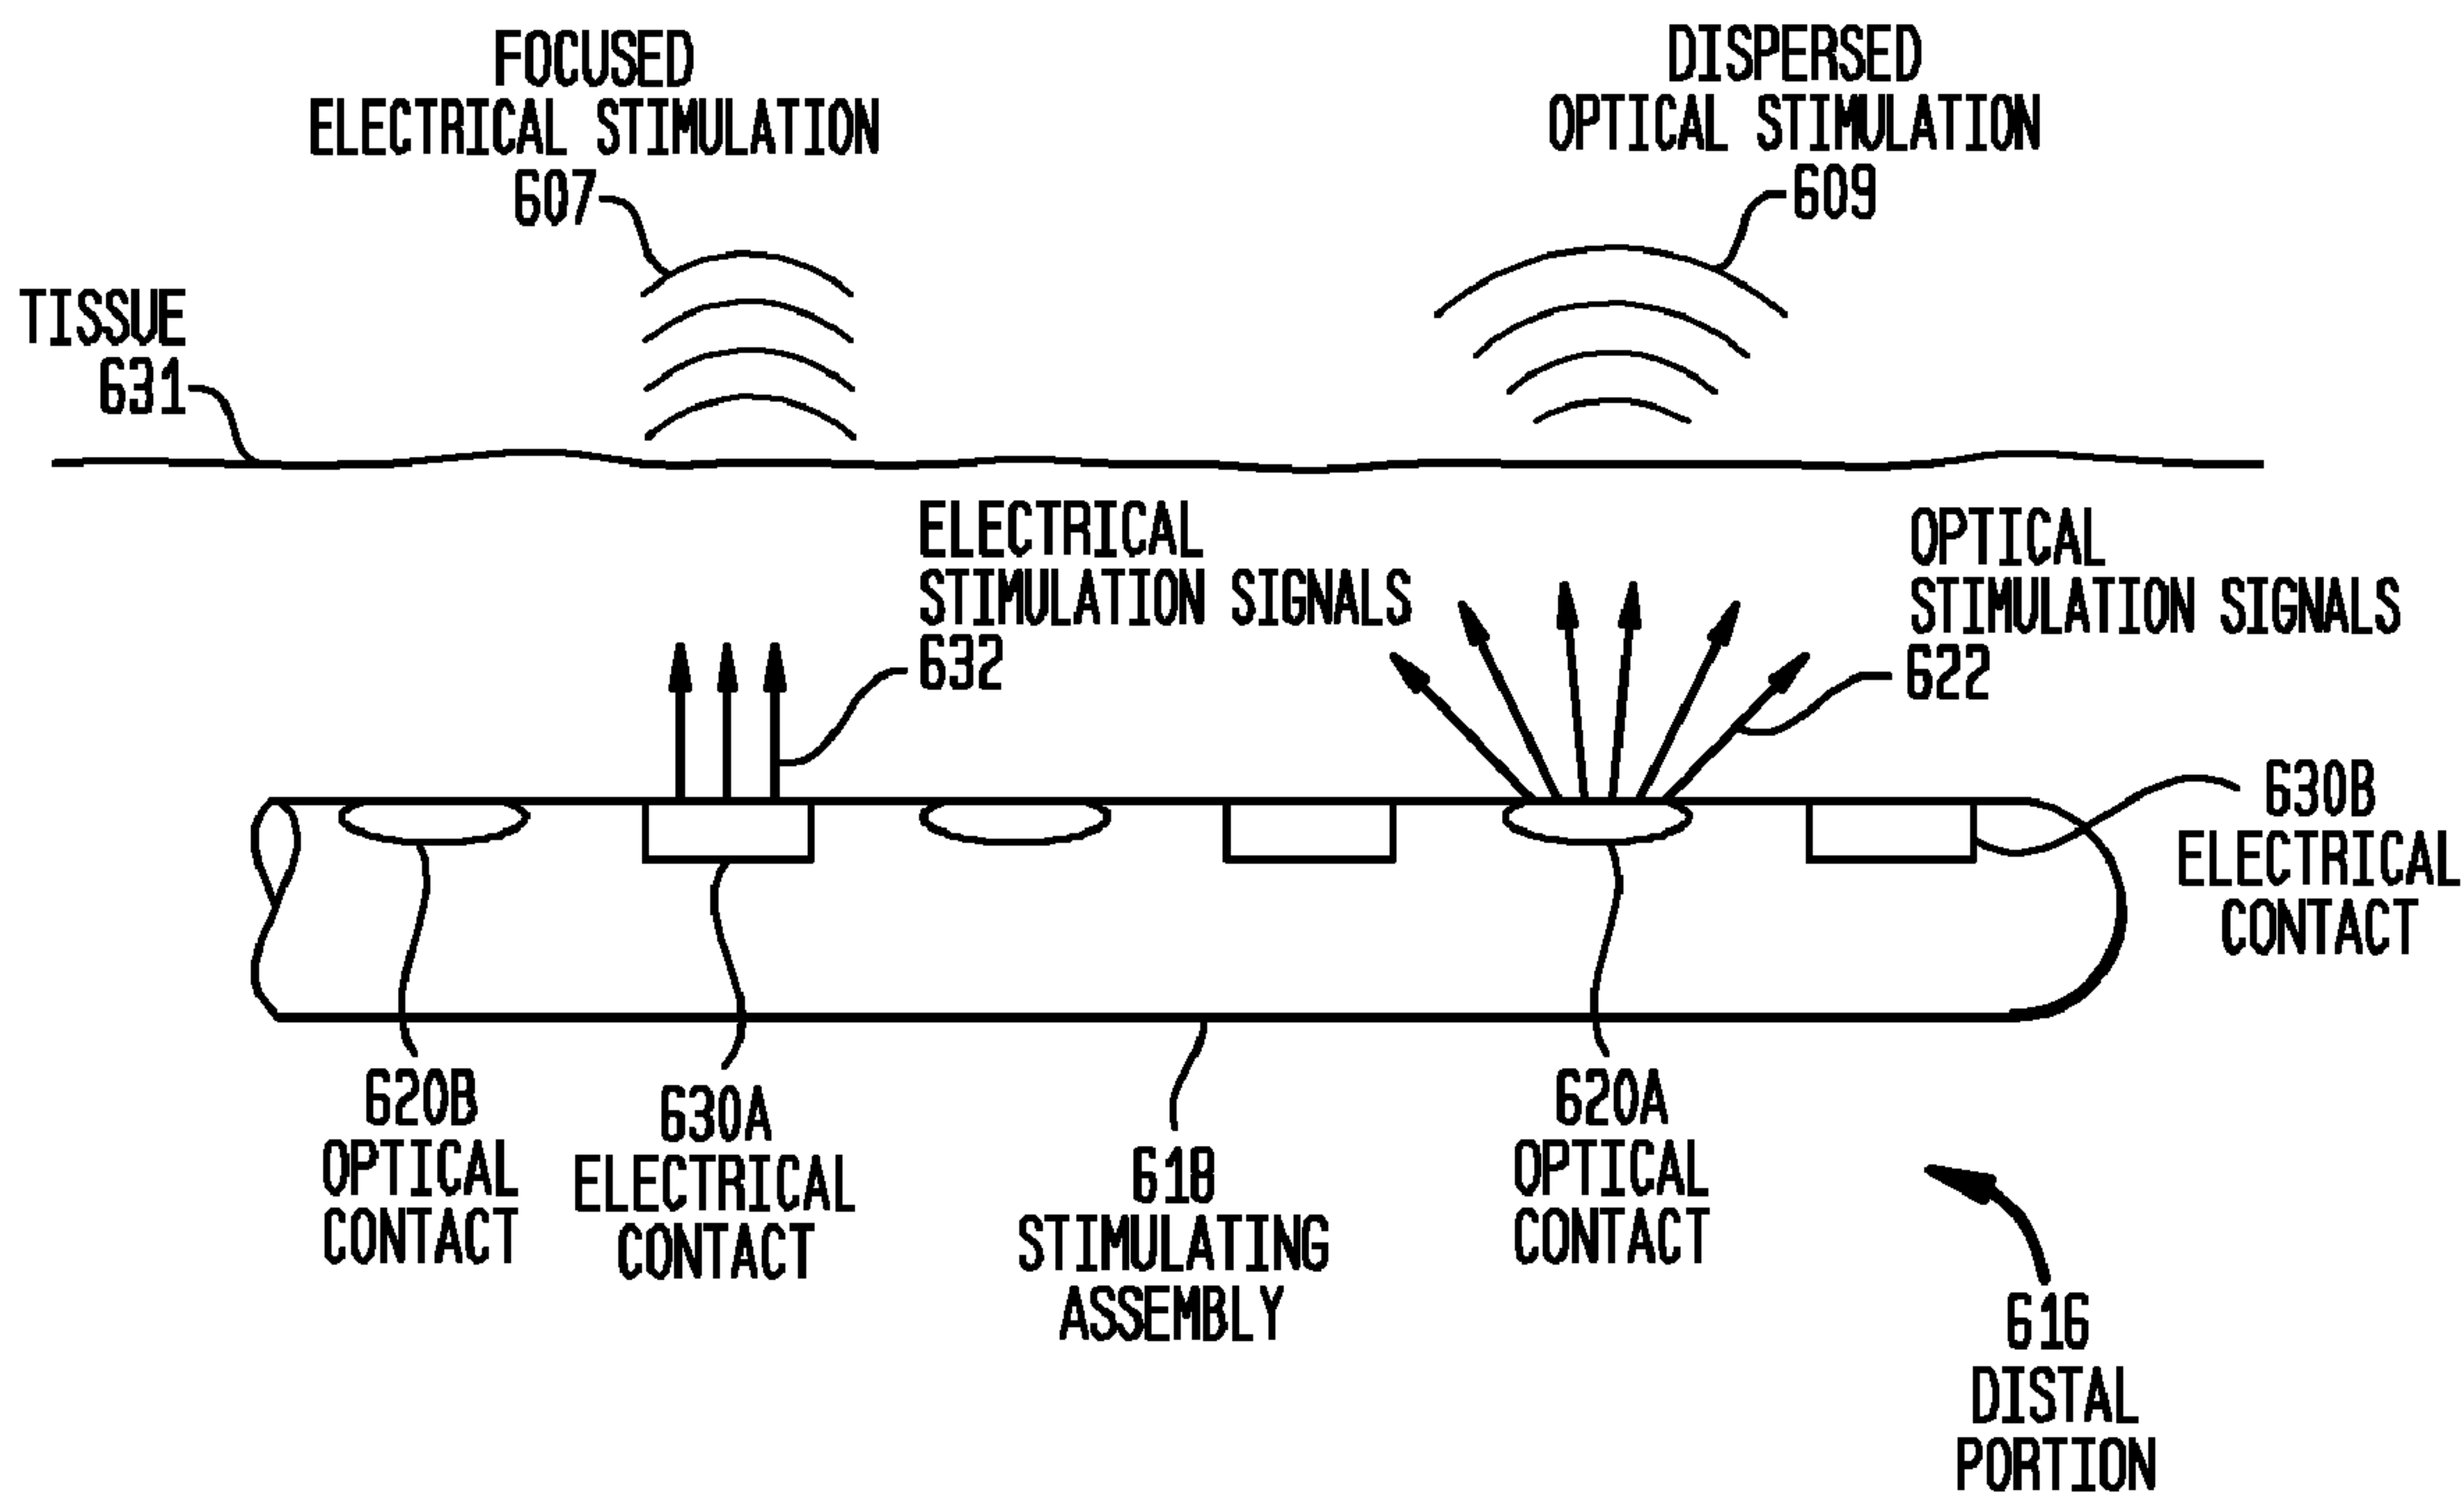 FOCUSED
ELECTRICAL STIMULATION
607
DISPERSED
OPTICAL STIMULATION
609
TISSUE
631
ELECTRICAL
STIMULATION SIGNALS
632
OPTICAL
STIMULATION SIGNALS
622
630B
ELECTRICAL
CONTACT
620B
OPTICAL
CONTACT
630A
ELECTRICAL
CONTACT
618
STIMULATING
ASSEMBLY
620A
OPTICAL
CONTACT
616
DISTAL
PORTION